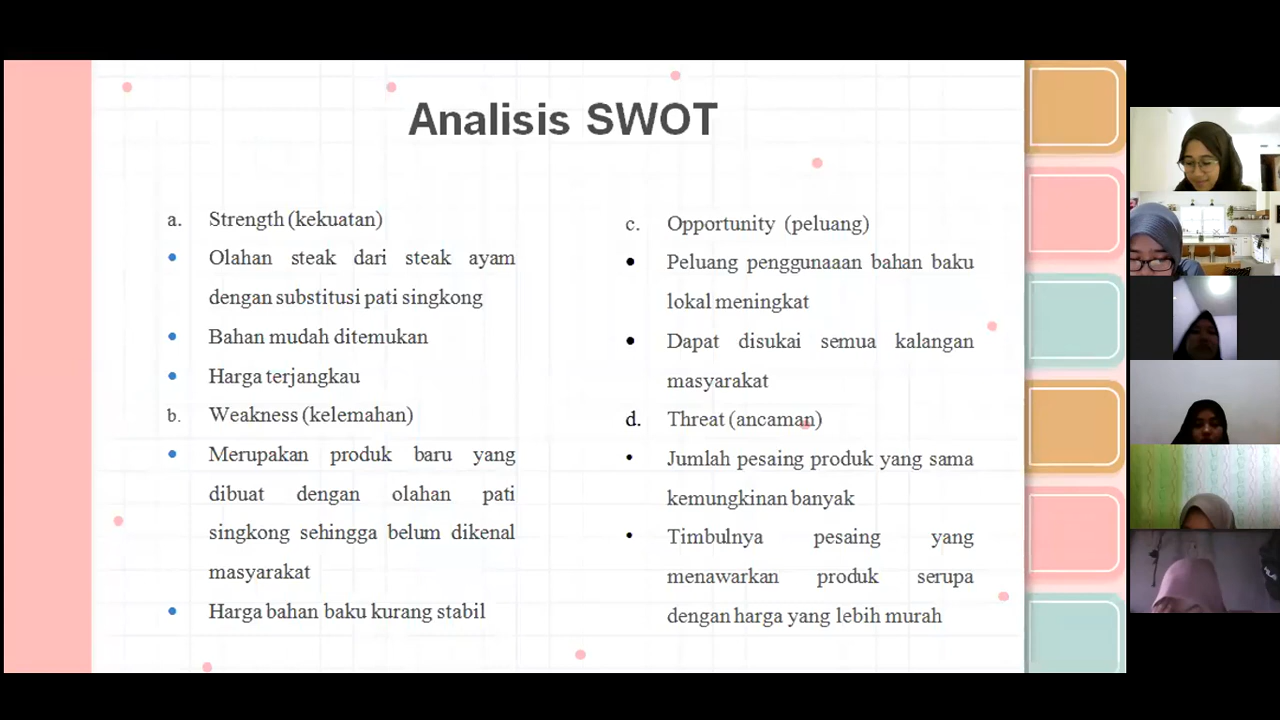 Analisis SWOT
a. Strength (kekuatan)
• Olahan steak dari steak ayam
dengan substitusi pati singkong
• Bahan mudah ditemukan
• Harga terjangkau
b. Weakness (kelemahan)
• Merupakan produk baru yang
dibuat dengan olahan pati
singkong sehingga belum dikenal
masyarakat
• Harga bahan baku kurang stabil
c. Opportunity (peluang)
• Peluang penggunaaan bahan baku
lokal meningkat
• Dapat disukai semua kalangan
masyarakat
d. Threat (ancaman)
• Jumlah pesaing produk yang sama
kemungkinan banyak
• Timbulnya pesaing yang
menawarkan produk serupa
dengan harga yang lebih murah